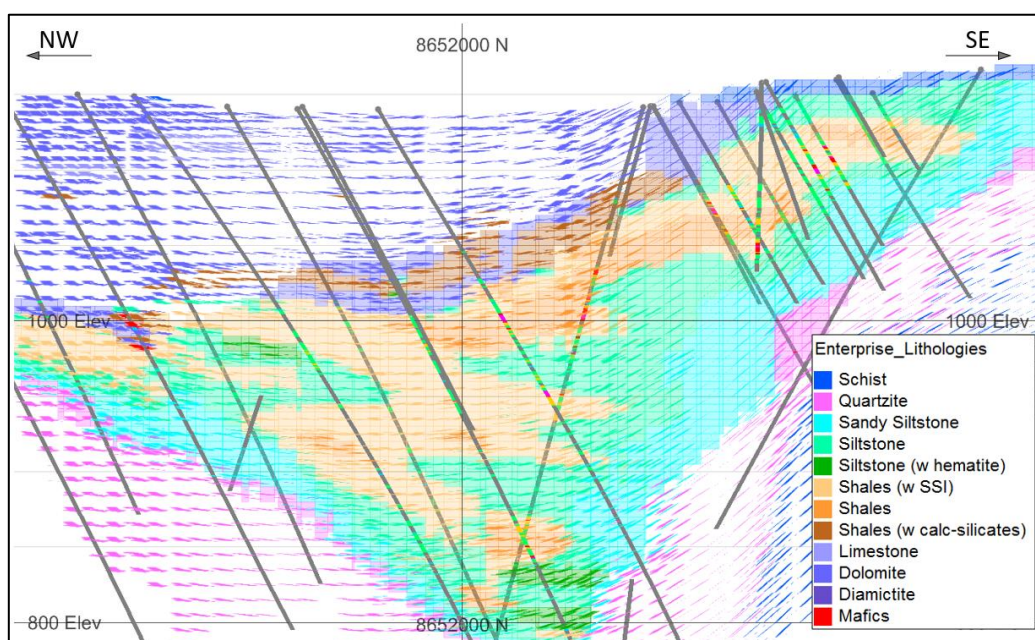 NW
8652000 N
SE
1000 Elev
1000 Elev
Enterprise_Lithologies
Schist
Quartzite
Sandy Siltstone
Siltstone
Siltstone (w hematite)
Shales (w SSI)
Shales
Shales (w calc-silicates)
Limestone
Dolomite
Diamictite
Mafics
800 Elev
8652000 N